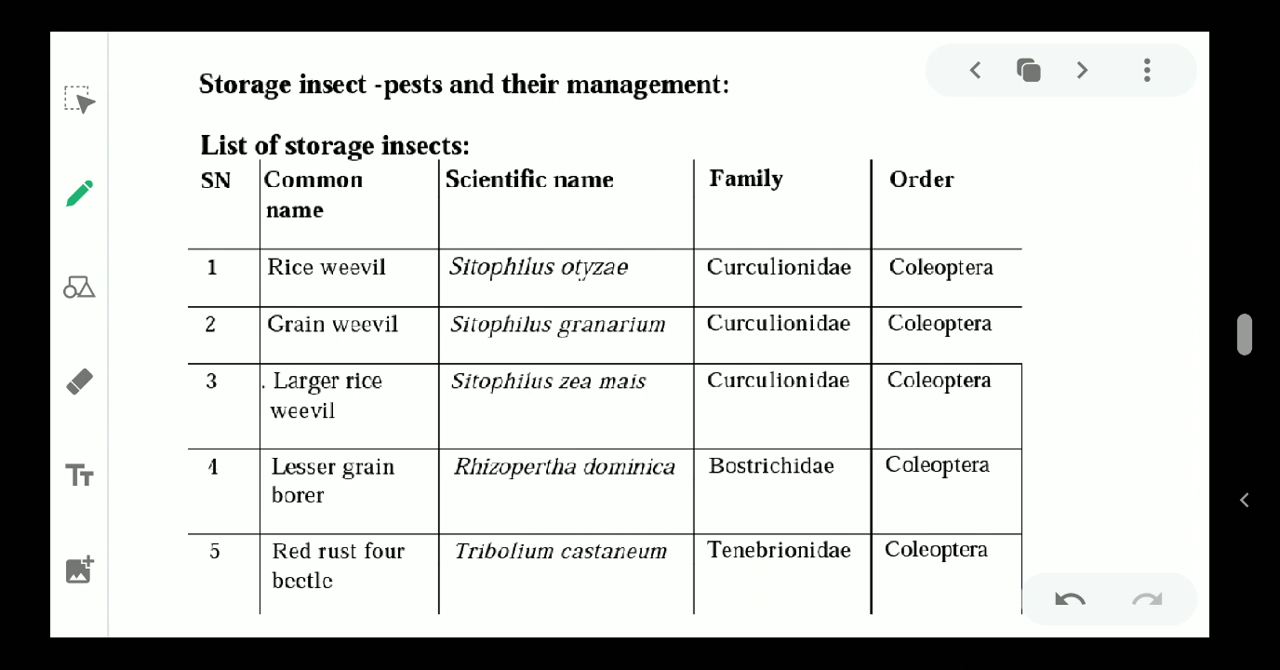 Storage insect -pests and their management:
List of storage insects:
SN Common name Scientific name Family Order
1 Rice weevil Sitophilus otyzae Curculionidae Coleoptera
2 Grain weevil Sitophilus granarium Curculionidae Coleoptera
3 . Larger rice weevil Sitophilus zea mais Curculionidae Coleoptera
4 Lesser grain borer Rhizopertha dominica Bostrichidae Coleoptera
5 Red rust four beetle Tribolium castaneum Tenebrionidae Coleoptera
TT